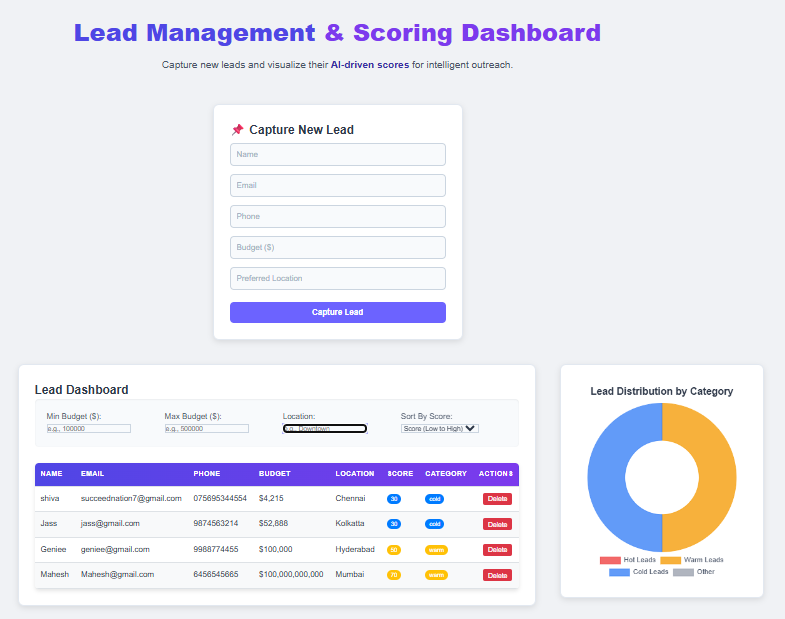 Lead Management & Scoring Dashboard
Capture new leads and visualize their AI-driven scores for intelligent outreach.
Capture New Lead
Name
Email
Phone
Budget ($)
Preferred Location
Capture Lead
Lead Dashboard
Min Budget ($): Max Budget ($): Location: Sort By Score:
e.g., 100000 e.g., 500000 e.g., Downtown Score (Low to High)
NAME EMAIL PHONE BUDGET LOCATION SCORE CATEGORY ACTIONS
shiva succeednation7@gmail.com 075695344554 $4,215 Chennai 30 cold Delete
Jass jass@gmail.com 9874563214 $52,888 Kolkatta 30 cold Delete
Geniee geniee@gmail.com 9988774455 $100,000 Hyderabad warm Delete
Mahesh Mahesh@gmail.com 6456545665 $100,000,000,000 Mumbai 70 warm Delete
Lead Distribution by Category
Hot Leads Warm Leads
Cold Leads Other